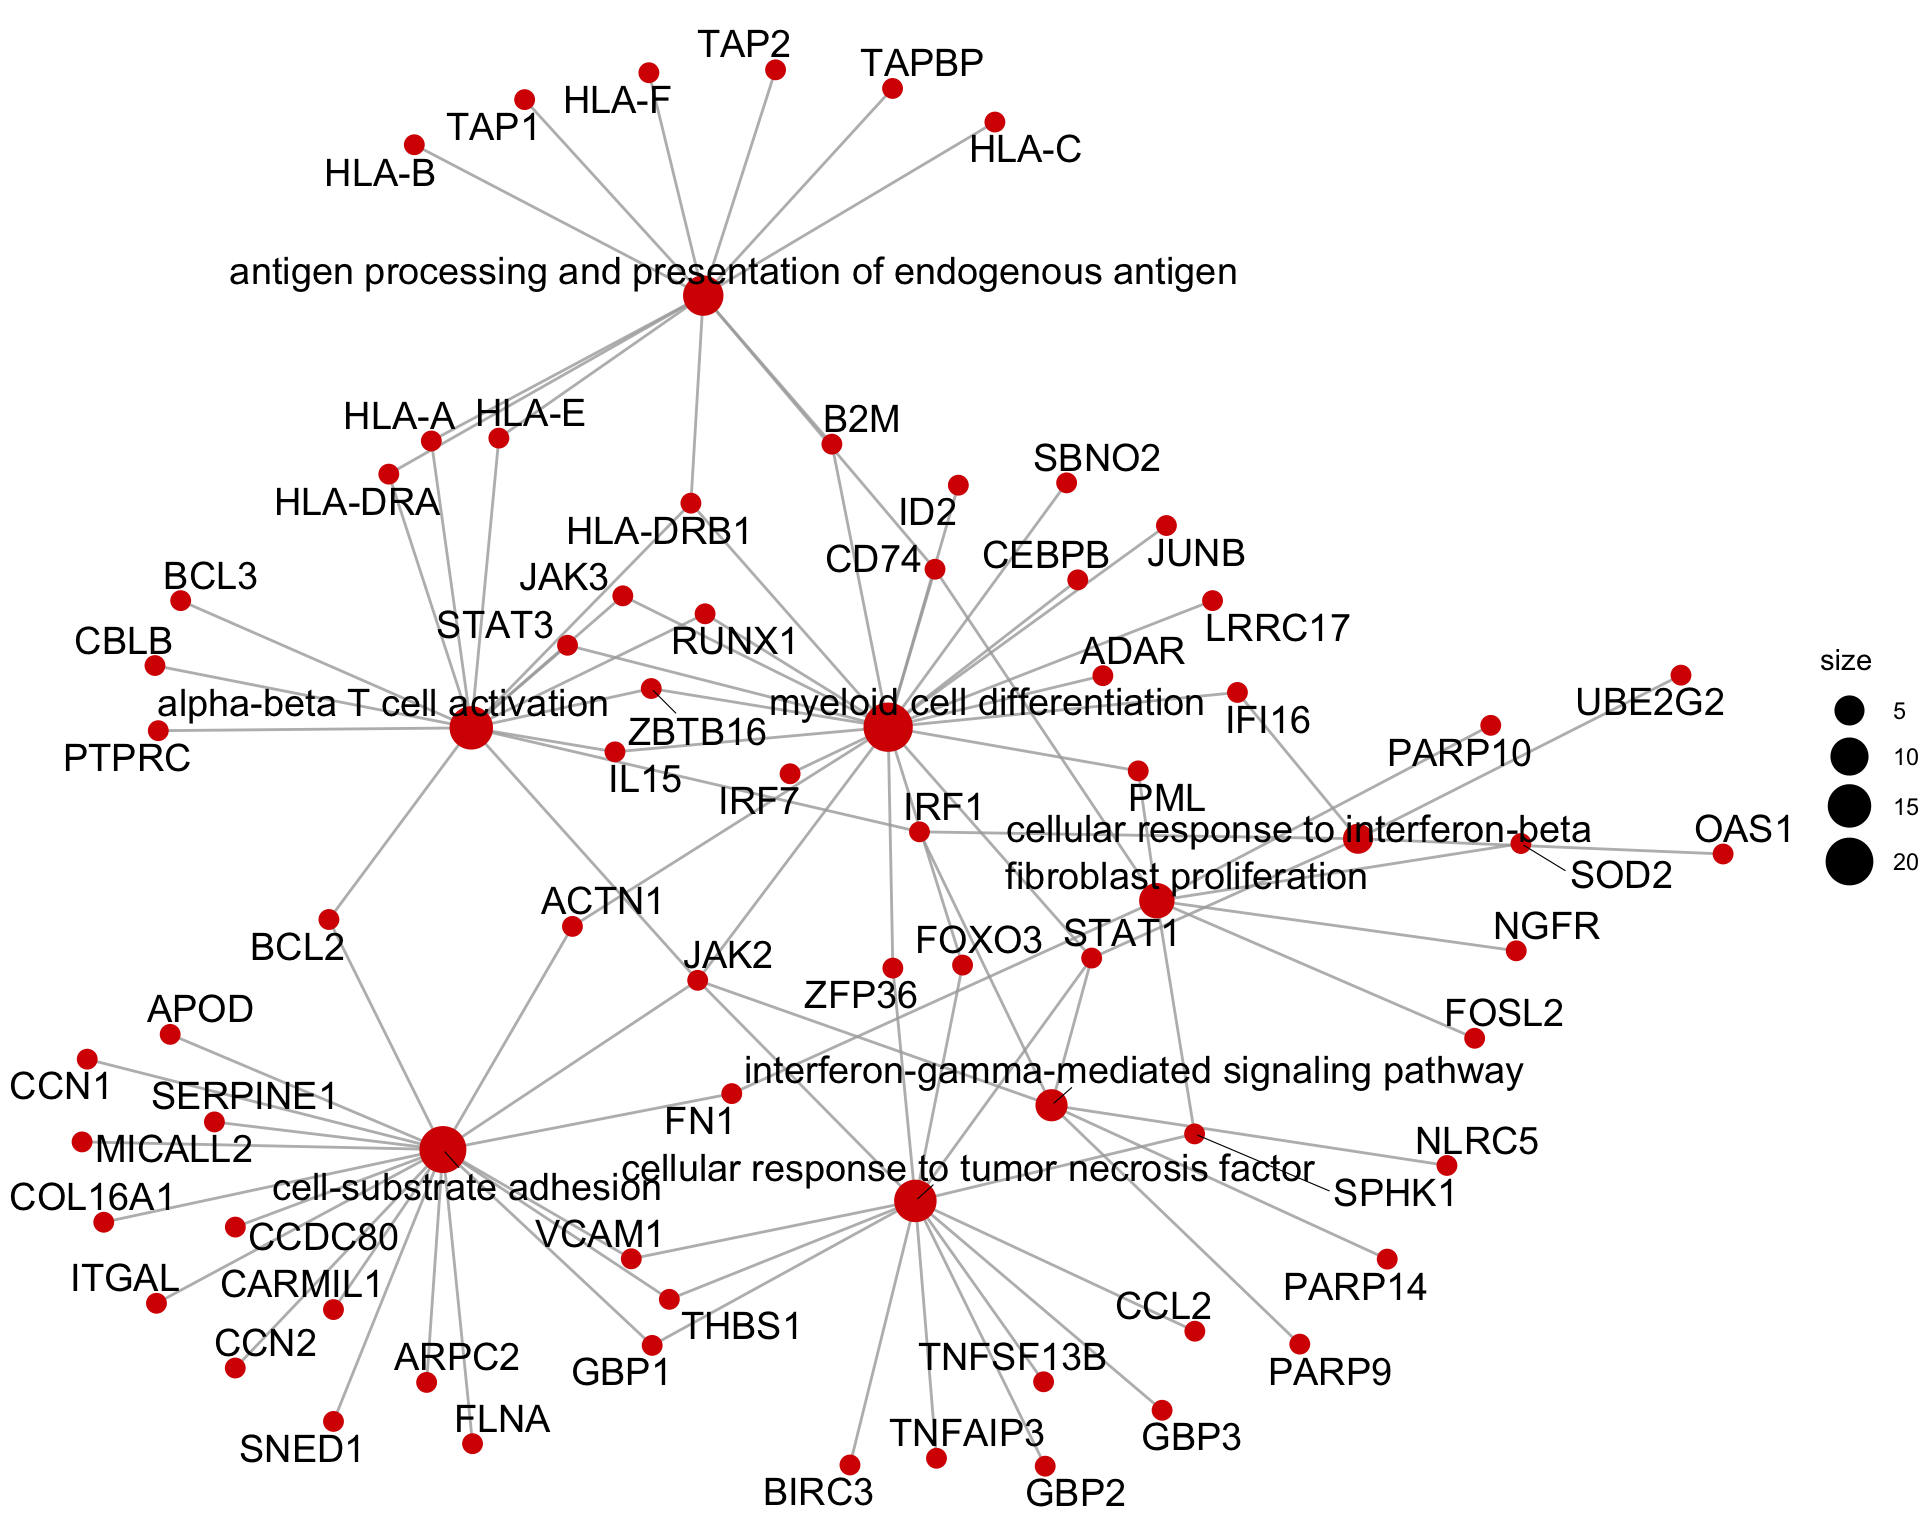 TAP2
TAPBP
HLA-F
TAP1
HLA-C
HLA-B
antigen processing and presentation of endogenous antigen
HLA-A
HLA-E
B2M
SBNO2
HLA-DRA
ID2
HLA-DRB1
CD74
CEBPB
JUNB
BCL3
JAK3
STAT3
RUNX1
LRRC17
CBLB
ADAR
size
alpha-beta T cell activation
myeloid cell differentiation
UBE2G2
5
IFI16
ZBTB16
PTPRC
PARP10
10
IL15
IRF7
IRF1
PML
15
cellular response to interferon-beta
OAS1
20
fibroblast proliferation
SOD2
ACTN1
BCL2
JAK2
FOXO3
STAT1
NGFR
ZFP36
APOD
FOSL2
CCN1
SERPINE1
interferon-gamma-mediated signaling pathway
FN1
MICALL2
NLRC5
cellular response to tumor necrosis factor
cell-substrate adhesion
COL16A1
SPHK1
CCDC80
VCAM1
ITGAL
CARMIL1
PARP14
CCL2
THBS1
CCN2
ARPC2
GBP1
TNFSF13B
PARP9
FLNA
SNED1
TNFAIP3
GBP3
BIRC3
GBP2